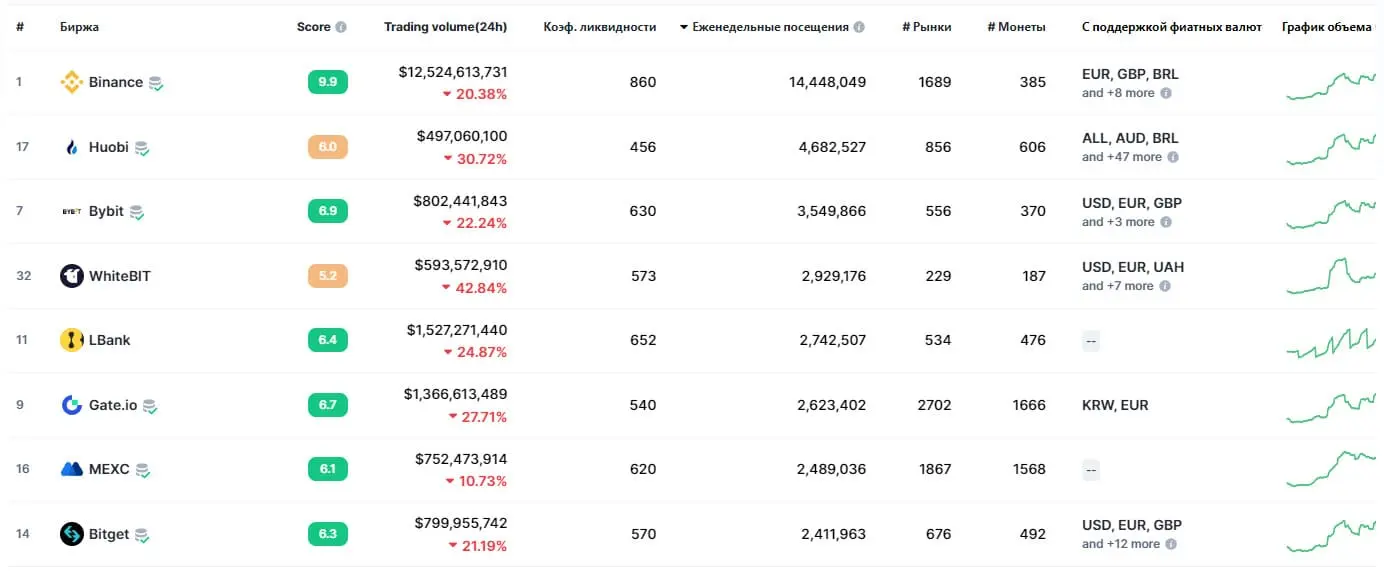 # Биржа Score Trading volume(24h) Коэф. ликвидности Еженедельные посещения # Рынки # Монеты С поддержкой фиатных валют График объема
1 Binance 9.9 $12,524,613,731 860 14,448,049 1689 385 EUR, GBP, BRL
20.38% and +8 more
17 Huobi 6.0 $497,060,100 456 4,682,527 856 606 ALL, AUD, BRL
30.72% and +47 more
7 BYBIT Bybit 6.9 $802,441,843 630 3,549,866 556 370 USD, EUR, GBP
22.24% and +3 more
32 WhiteBIT 5.2 $593,572,910 573 2,929,176 229 187 USD, EUR, UAH
42.84% and +7 more
11 LBank 6.4 $1,527,271,440 652 2,742,507 534 476 --
24.87%
9 Gate.io 6.7 $1,366,613,489 540 2,623,402 2702 1666 KRW, EUR
27.71%
16 MEXC 6.1 $752,473,914 620 2,489,036 1867 1568 --
10.73%
14 Bitget 6.3 $799,955,742 570 2,411,963 676 492 USD, EUR, GBP
21.19% and +12 more